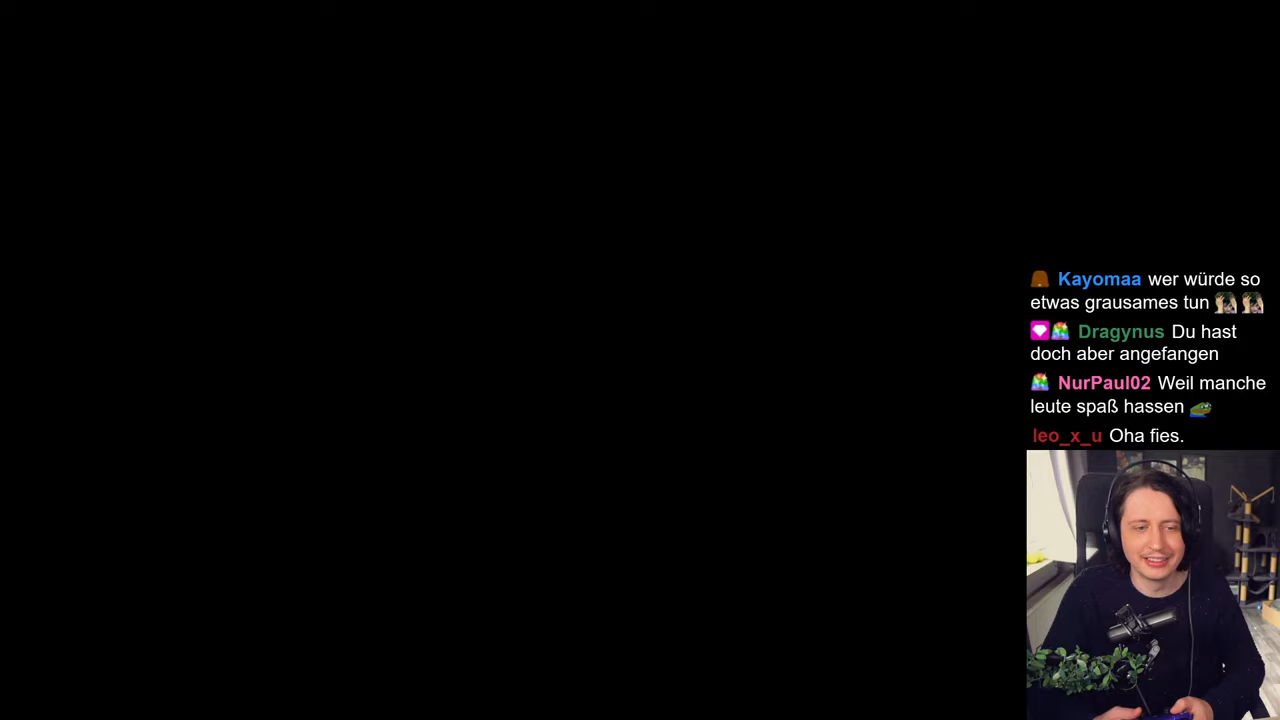 Kayomaa wer würde so
etwas grausames tun
Dragynus Du hast
doch aber angefangen
NurPaul02 Weil manche
leute spaß hassen
leo_x_u Oha fies.